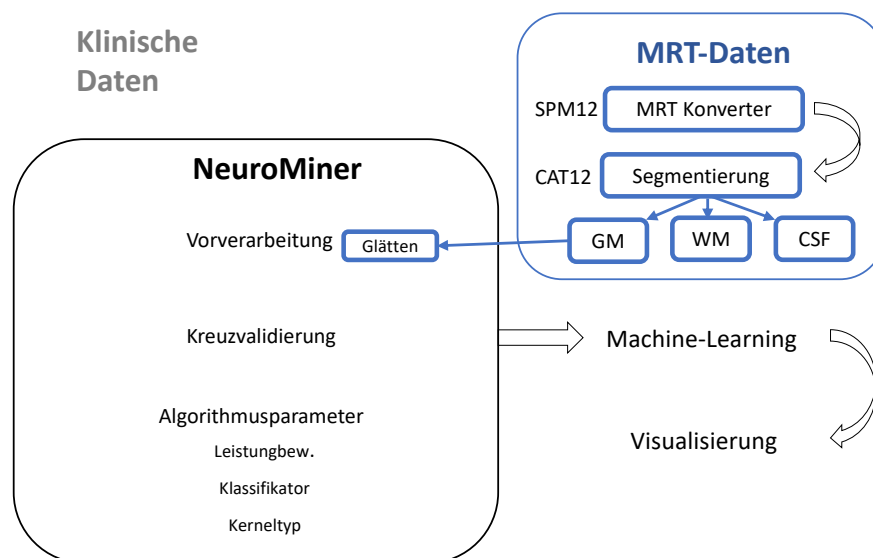 Klinische
Daten
MRT-Daten
SPM12 MRT Konverter
CAT12 Segmentierung
GM WM CSF
NeuroMiner
Vorverarbeitung Glätten
Kreuzvalidierung
Machine-Learning
Algorithmusparameter
Leistungbew.
Klassifikator
Kerneltyp
Visualisierung